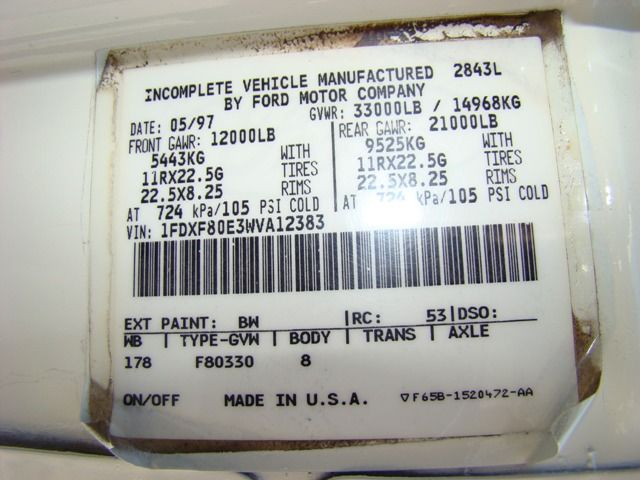 INCOMPLETE VEHICLE MANUFACTURED 2843L
BY FORD MOTOR COMPANY
DATE: 05/97 GVWR: 33000LB / 14968KG
FRONT GAWR: 12000LB REAR GAWR: 21000LB
5443KG WITH 9525KG WITH
11RX22.5G TIRES 11RX22.5G TIRES
22.5X8.25 RIMS 22.5X8.25 RIMS
AT 724 kPa/105 PSI COLD AT 724 kPa/105 PSI COLD
VIN: 1FDXF80E3WVA12383
EXT PAINT: BW |RC: 53|DSO:
WB | TYPE-GVW | BODY | TRANS | AXLE
178 F80330 8
ON/OFF MADE IN U.S.A. ▽F65B-1520472-AA